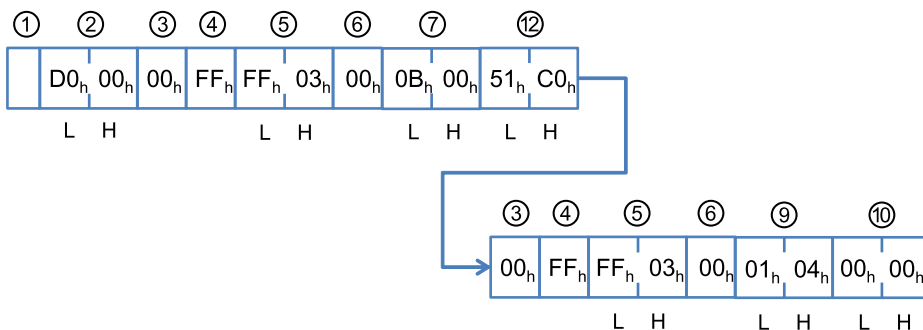 ① ② ③ ④ ⑤ ⑥ ⑦ ⑫
D0h 00h 00h FFh FFh 03h 00h 0Bh 00h 51h C0h
L H L H L H L H
③ ④ ⑤ ⑥ ⑨ ⑩
00h FFh FFh 03h 00h 01h 04h 00h 00h
L H L H L H